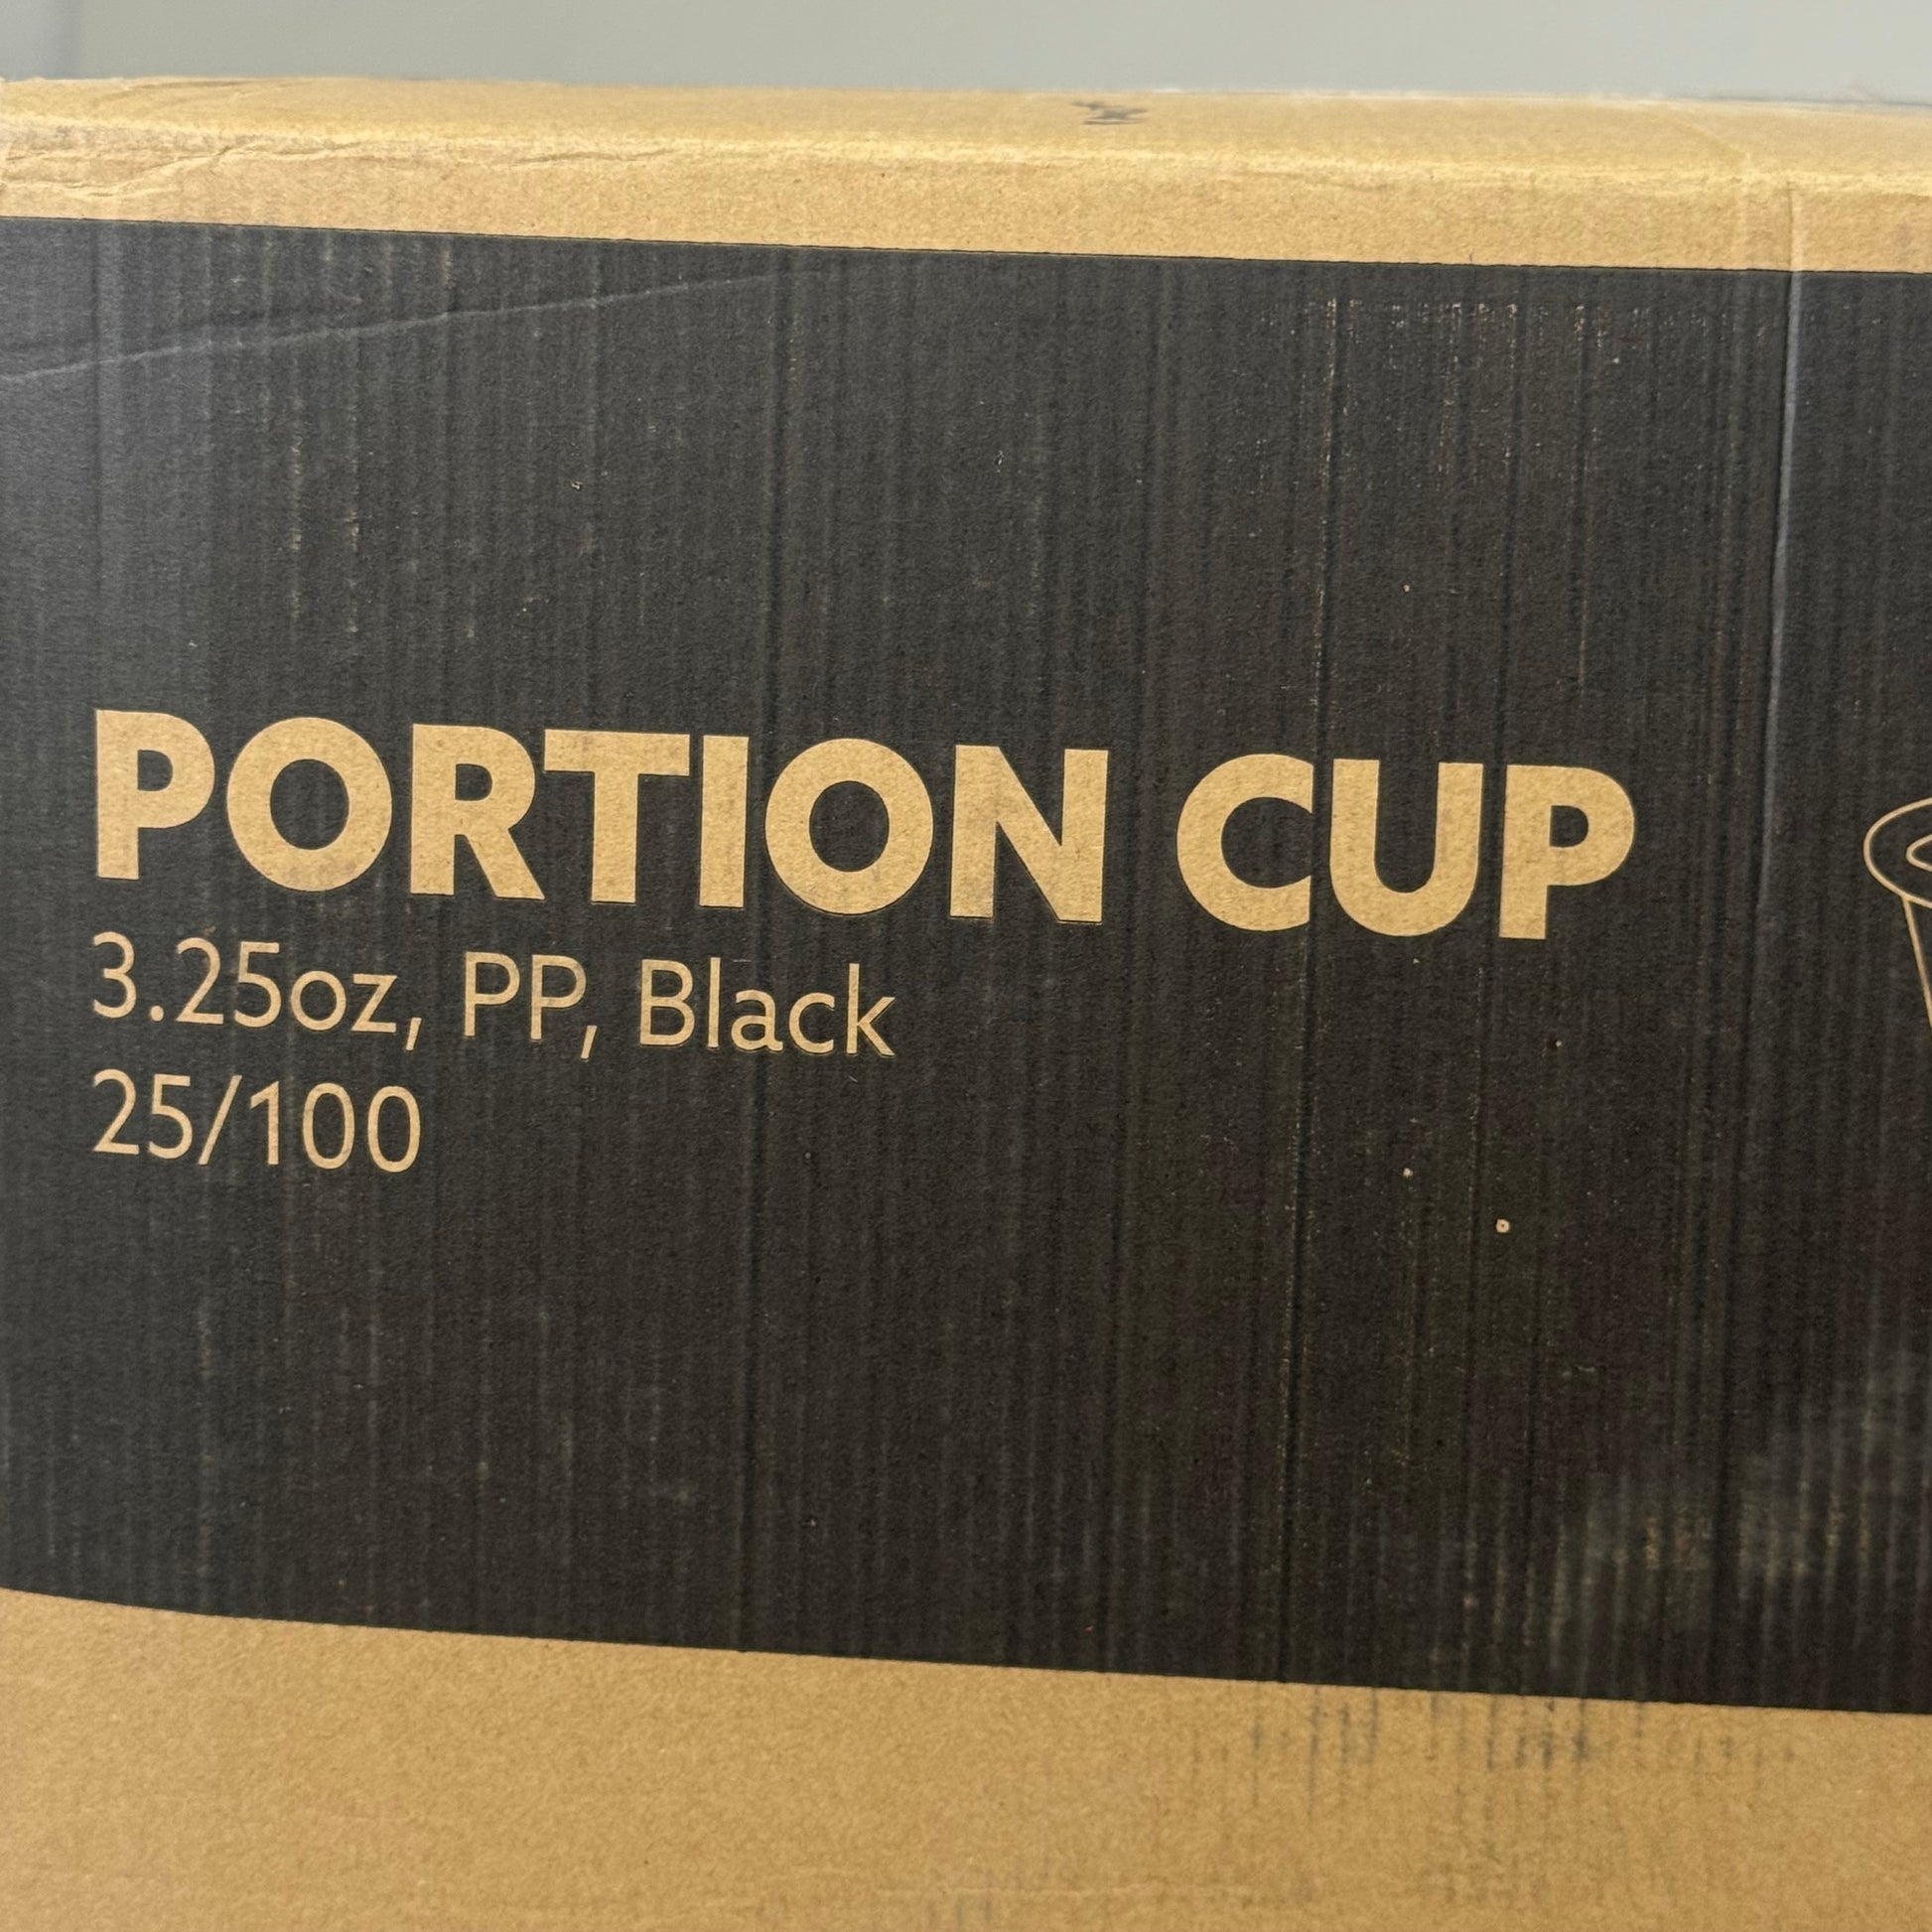 PORTION CUP
3.25oz, PP, Black
25/100